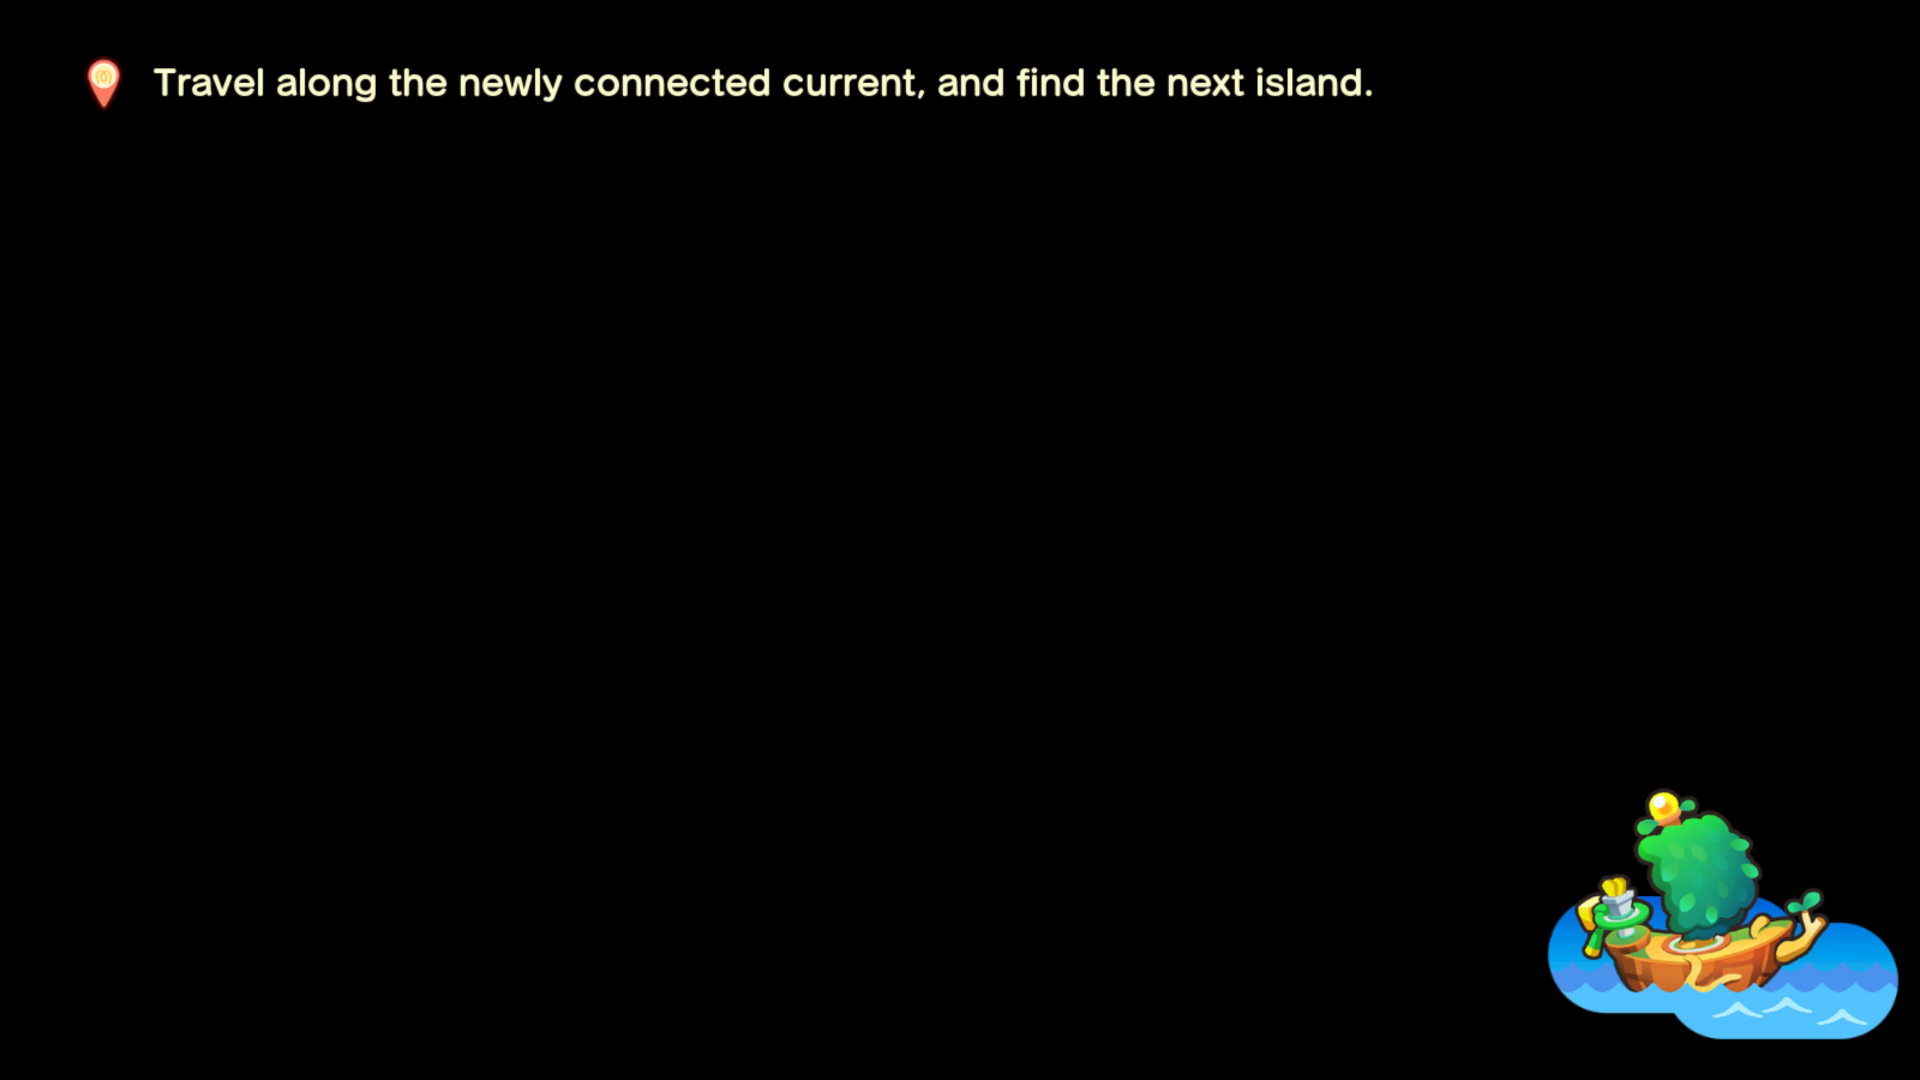 Travel along the newly connected current, and find the next island.